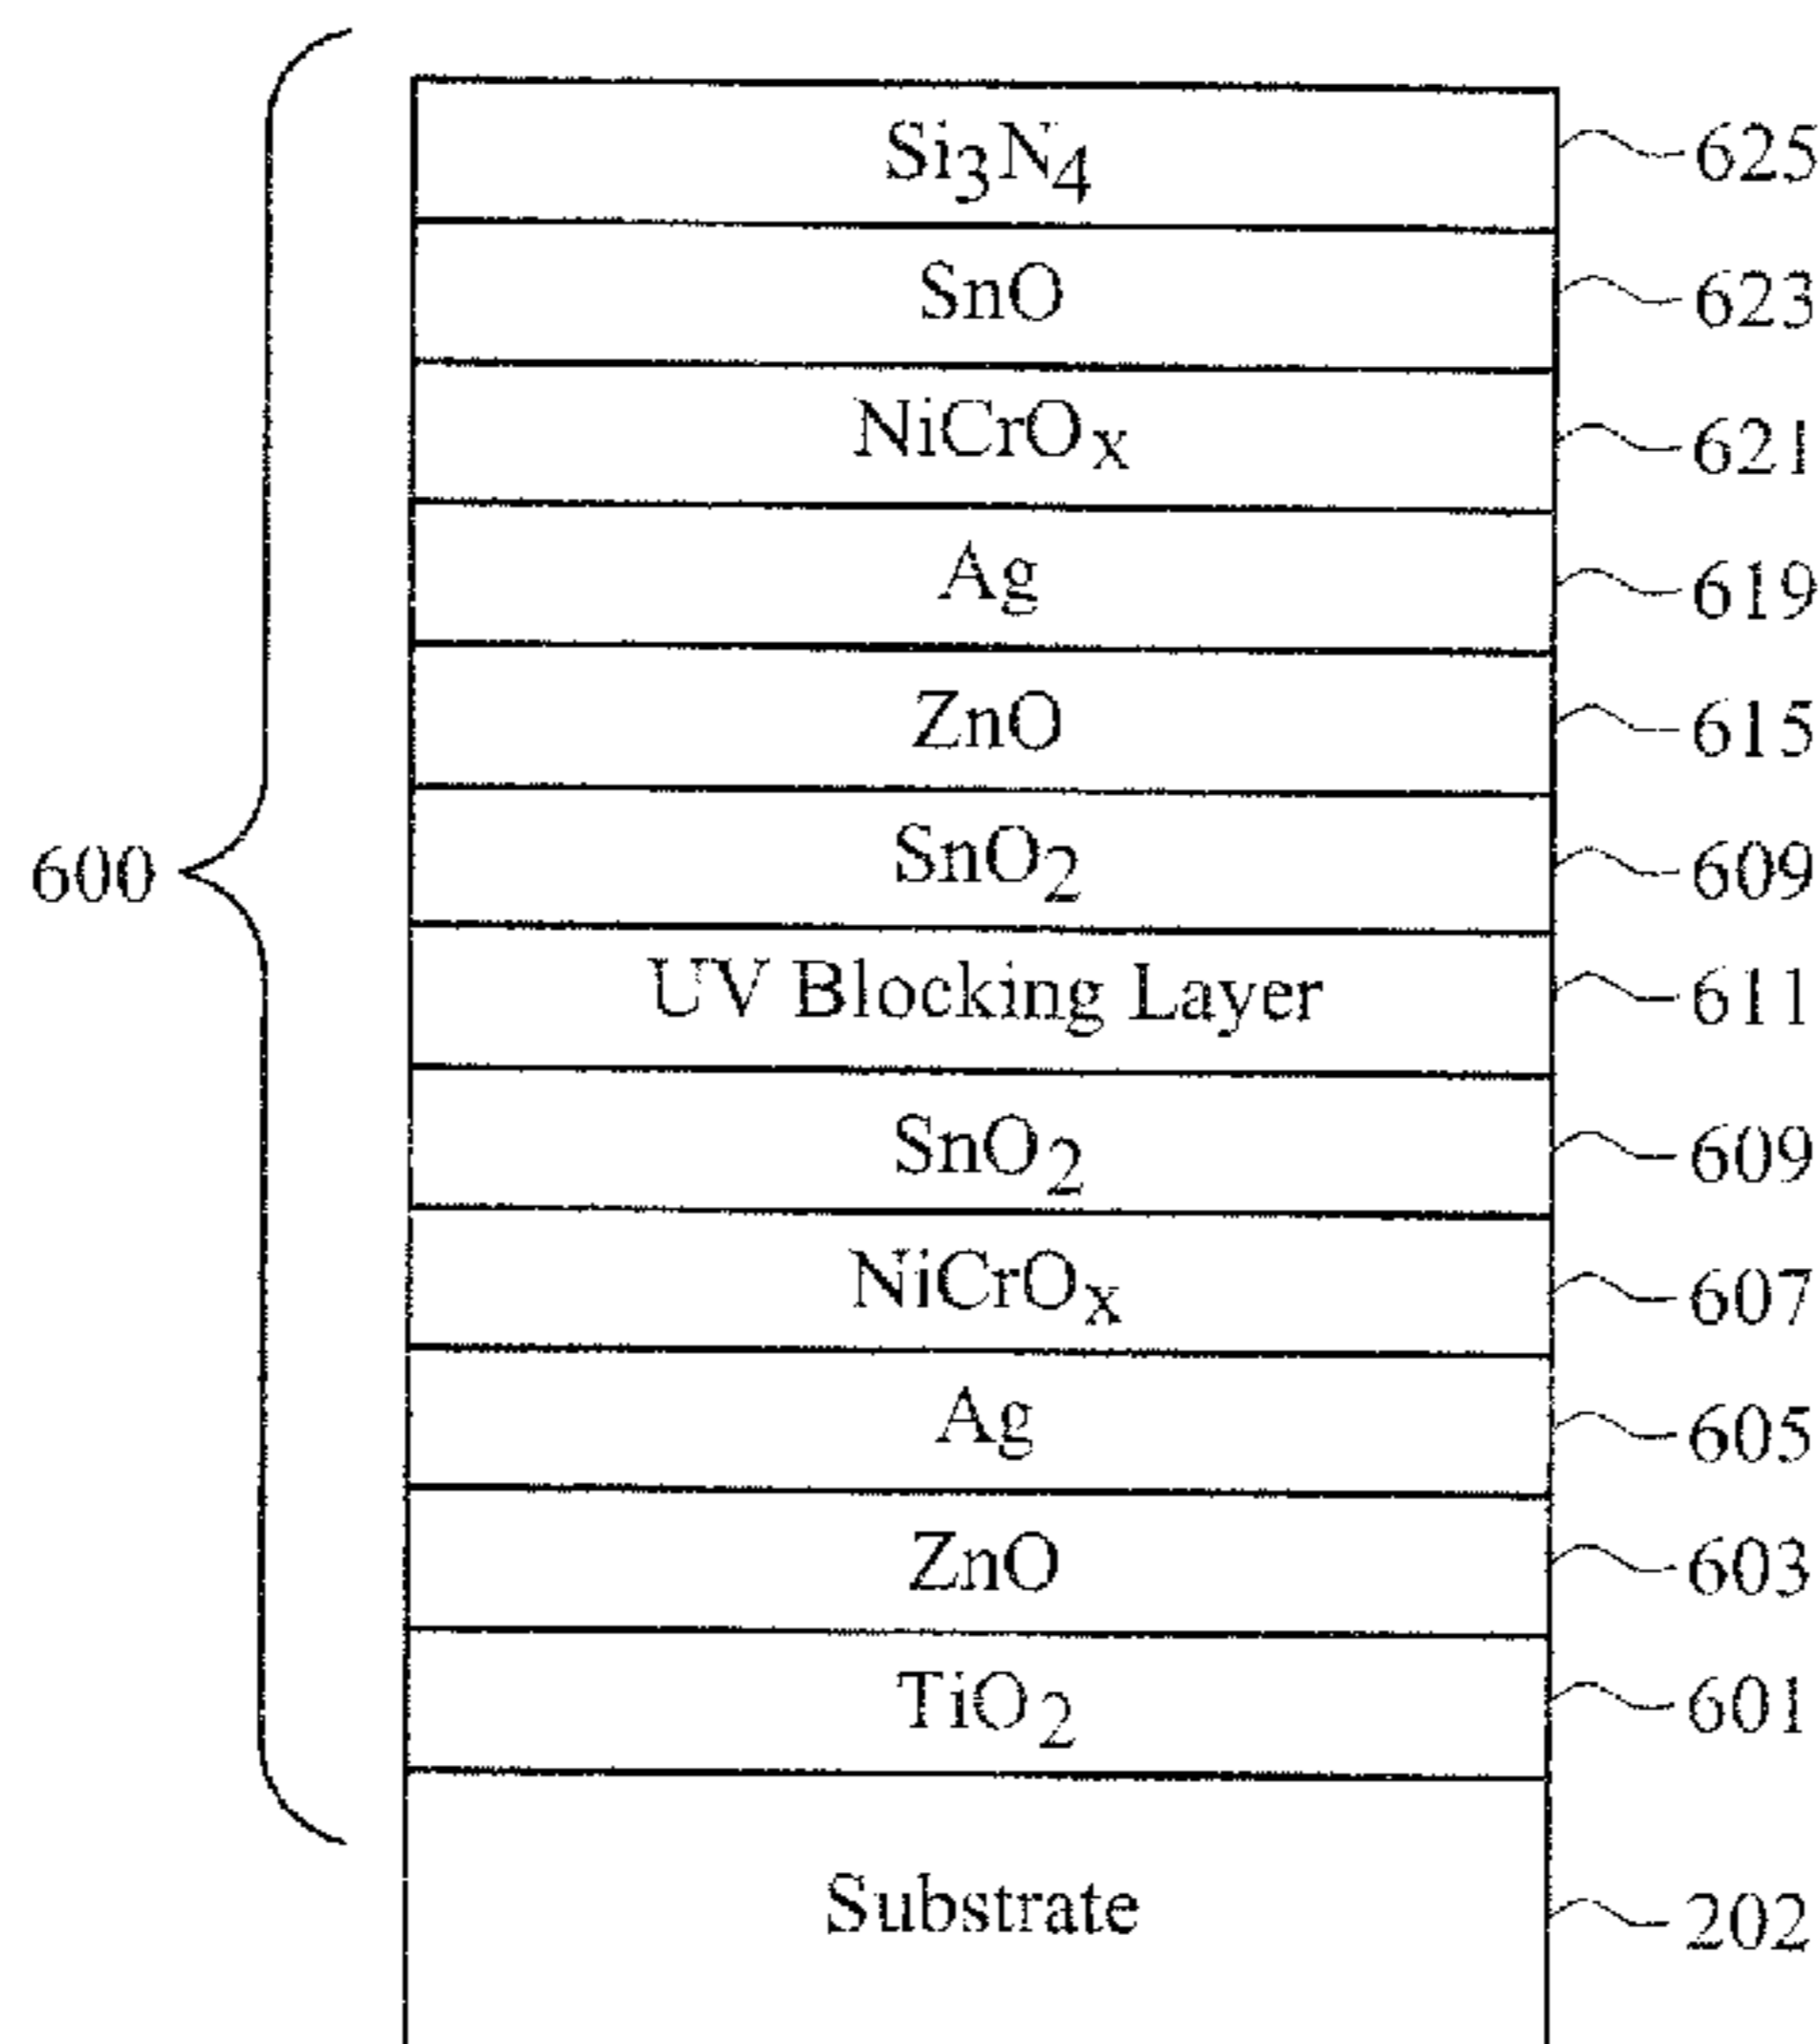 Si₃N₄ 625
SnO 623
NiCrOₓ 621
Ag 619
ZnO 615
600
SnO₂ 609
UV Blocking Layer 611
SnO₂ 609
NiCrOₓ 607
Ag 605
ZnO 603
TiO₂ 601
Substrate 202